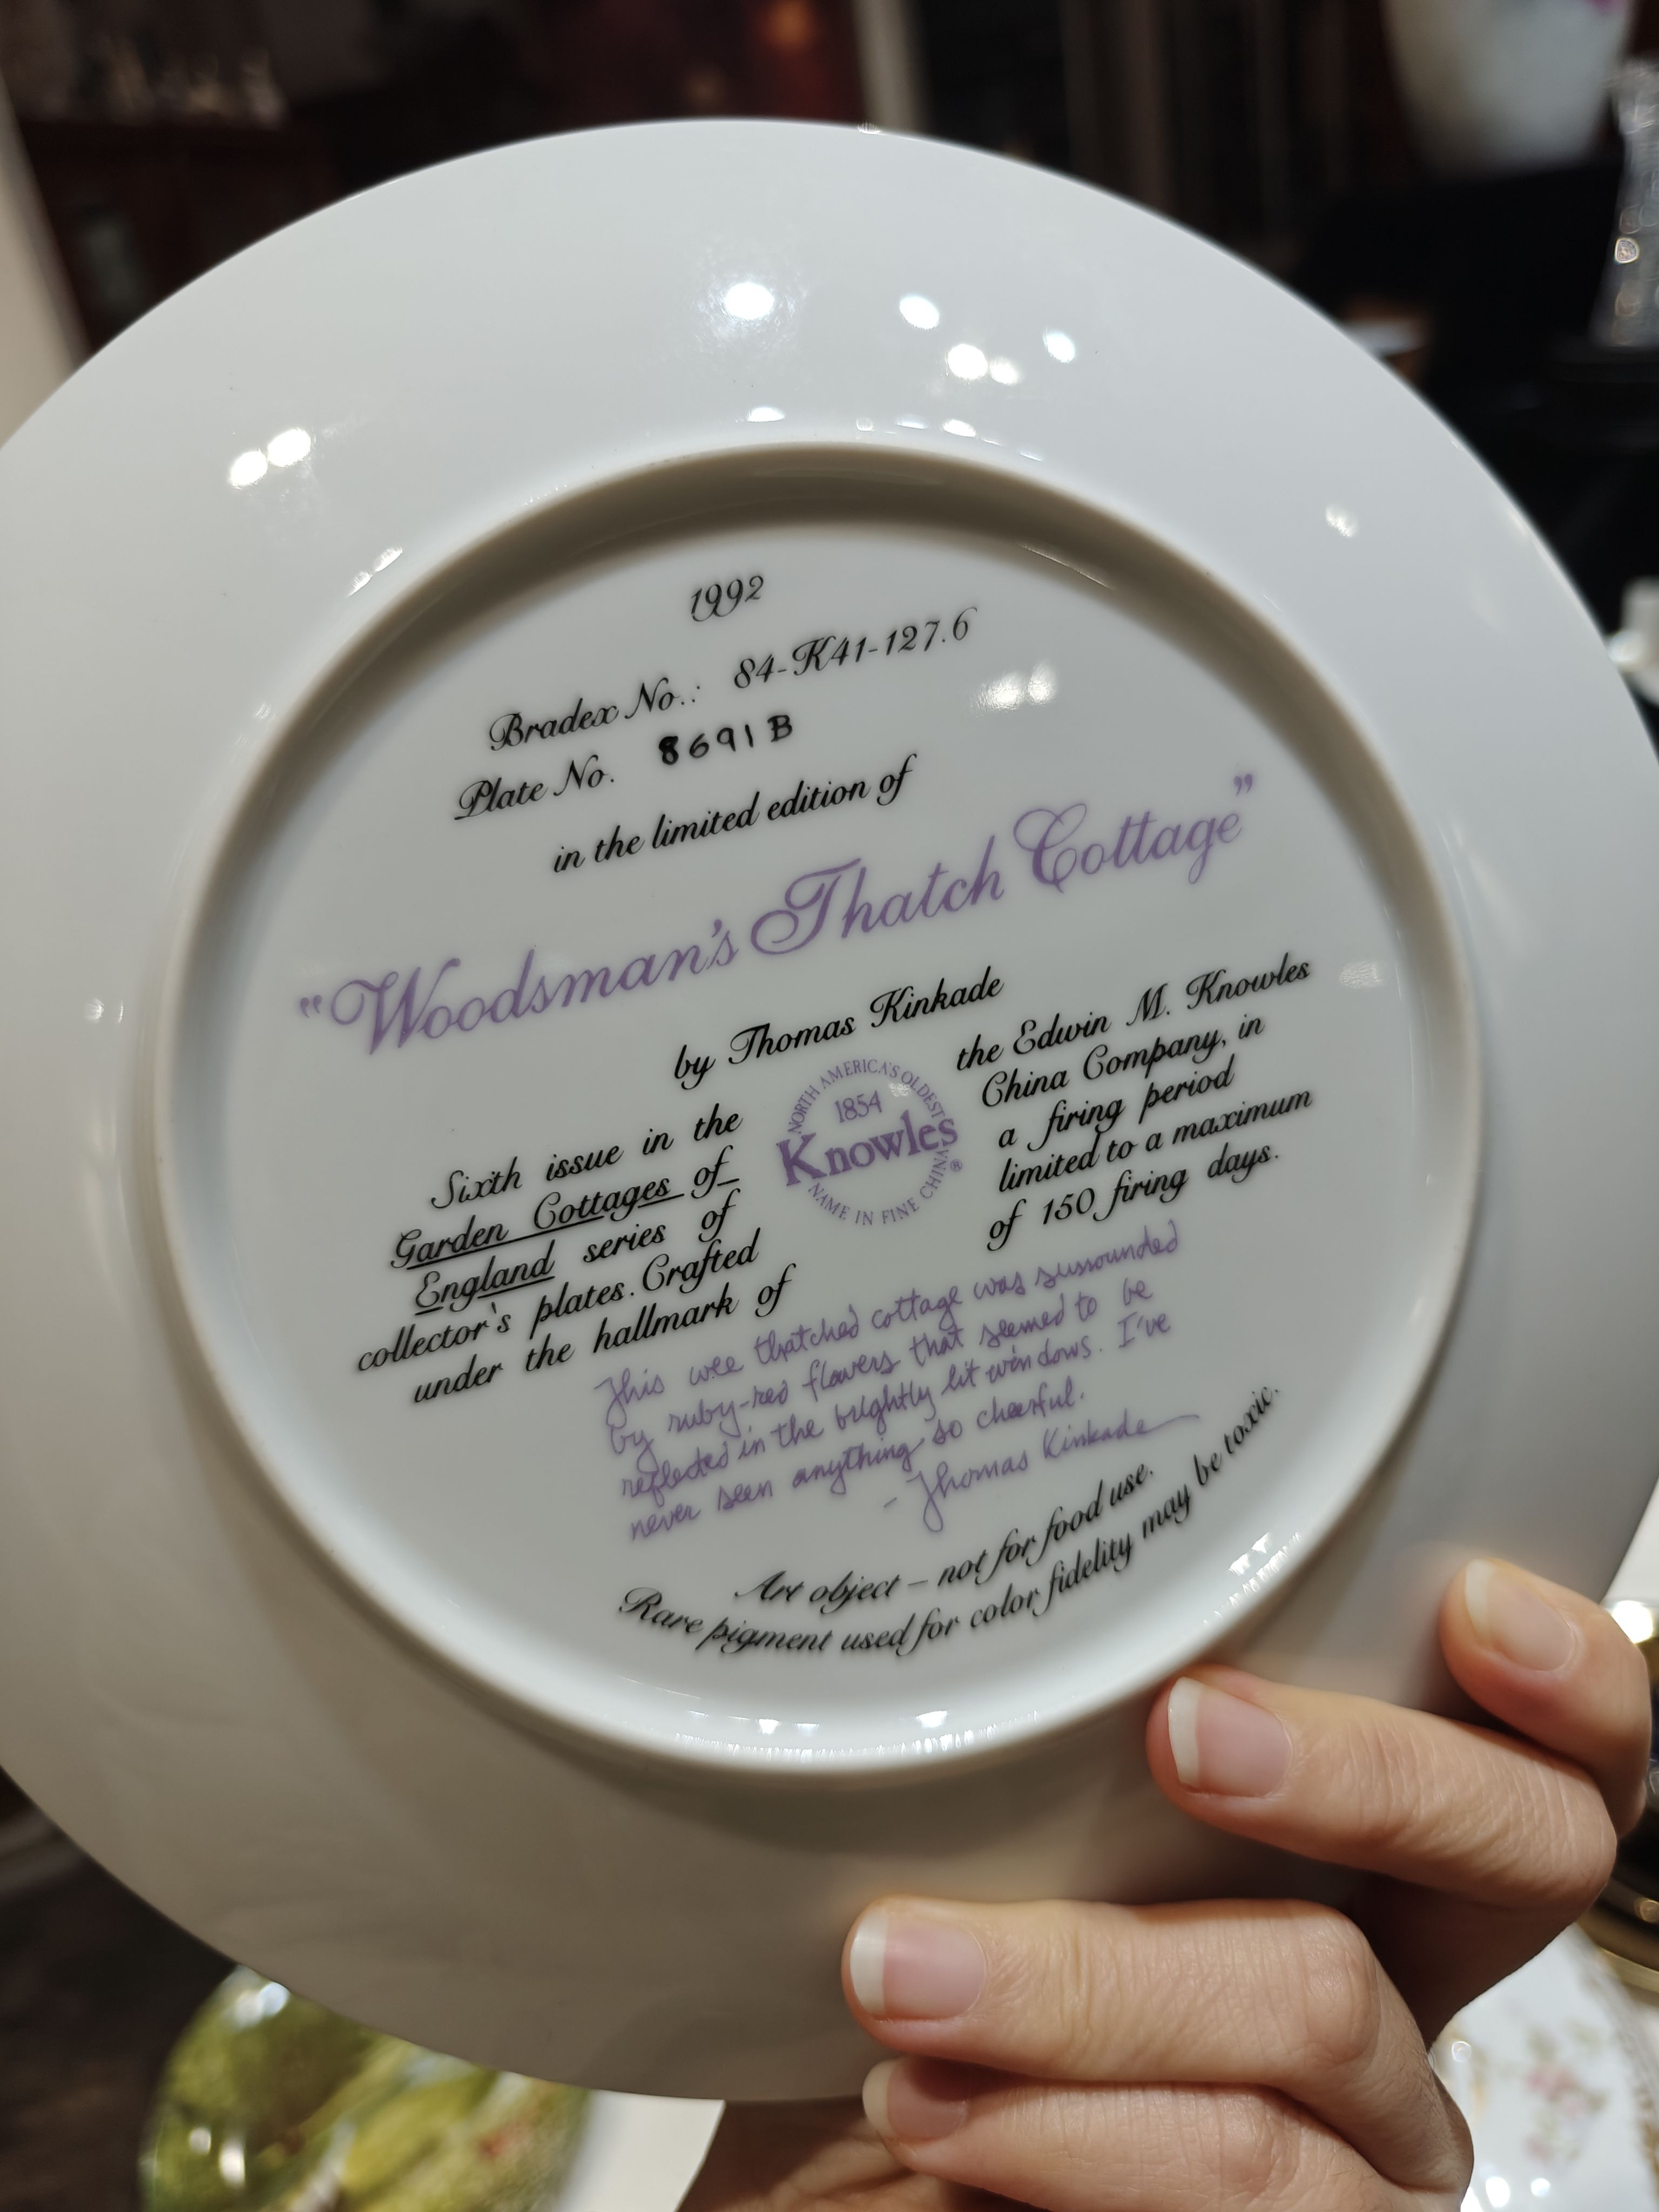 1992
Bradex No.: 84-K41-127.6
Plate No. 8691B
in the limited edition of
"Woodsman's Thatch Cottage"
by Thomas Kinkade
Sixth issue in the
Garden Cottages of
England series of
collector's plates. Crafted
under the hallmark of
NORTH AMERICA'S OLDEST
1854
Knowles®
NAME IN FINE CHINA
the Edwin M. Knowles
China Company, in
a firing period
limited to a maximum
of 150 firing days.
This wee thatched cottage was surrounded
by ruby-red flowers that seemed to be
reflected in the brightly lit windows. I've
never seen anything so cheerful.
- Thomas Kinkade
Art object – not for food use.
Rare pigment used for color fidelity may be toxic.